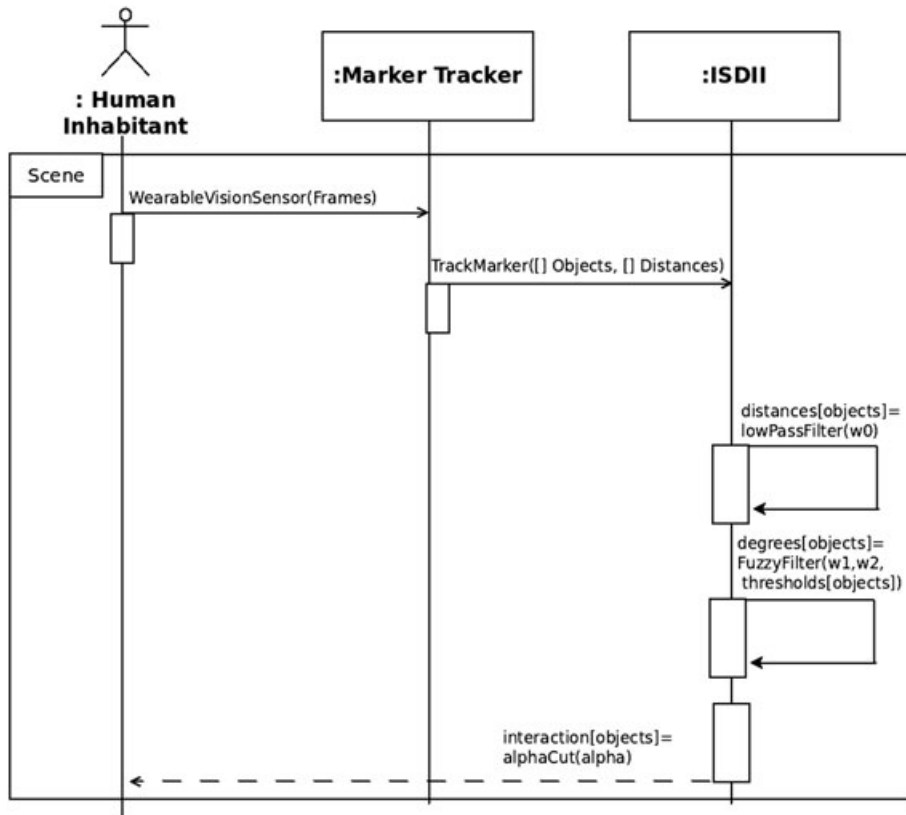 : Human
Inhabitant
:Marker Tracker
:ISDII
Scene
WearableVisionSensor(Frames)
TrackMarker([] Objects, [] Distances)
distances[objects]=
lowPassFilter(w0)
degrees[objects]=
FuzzyFilter(w1,w2,
thresholds[objects])
interaction[objects]=
alphaCut(alpha)